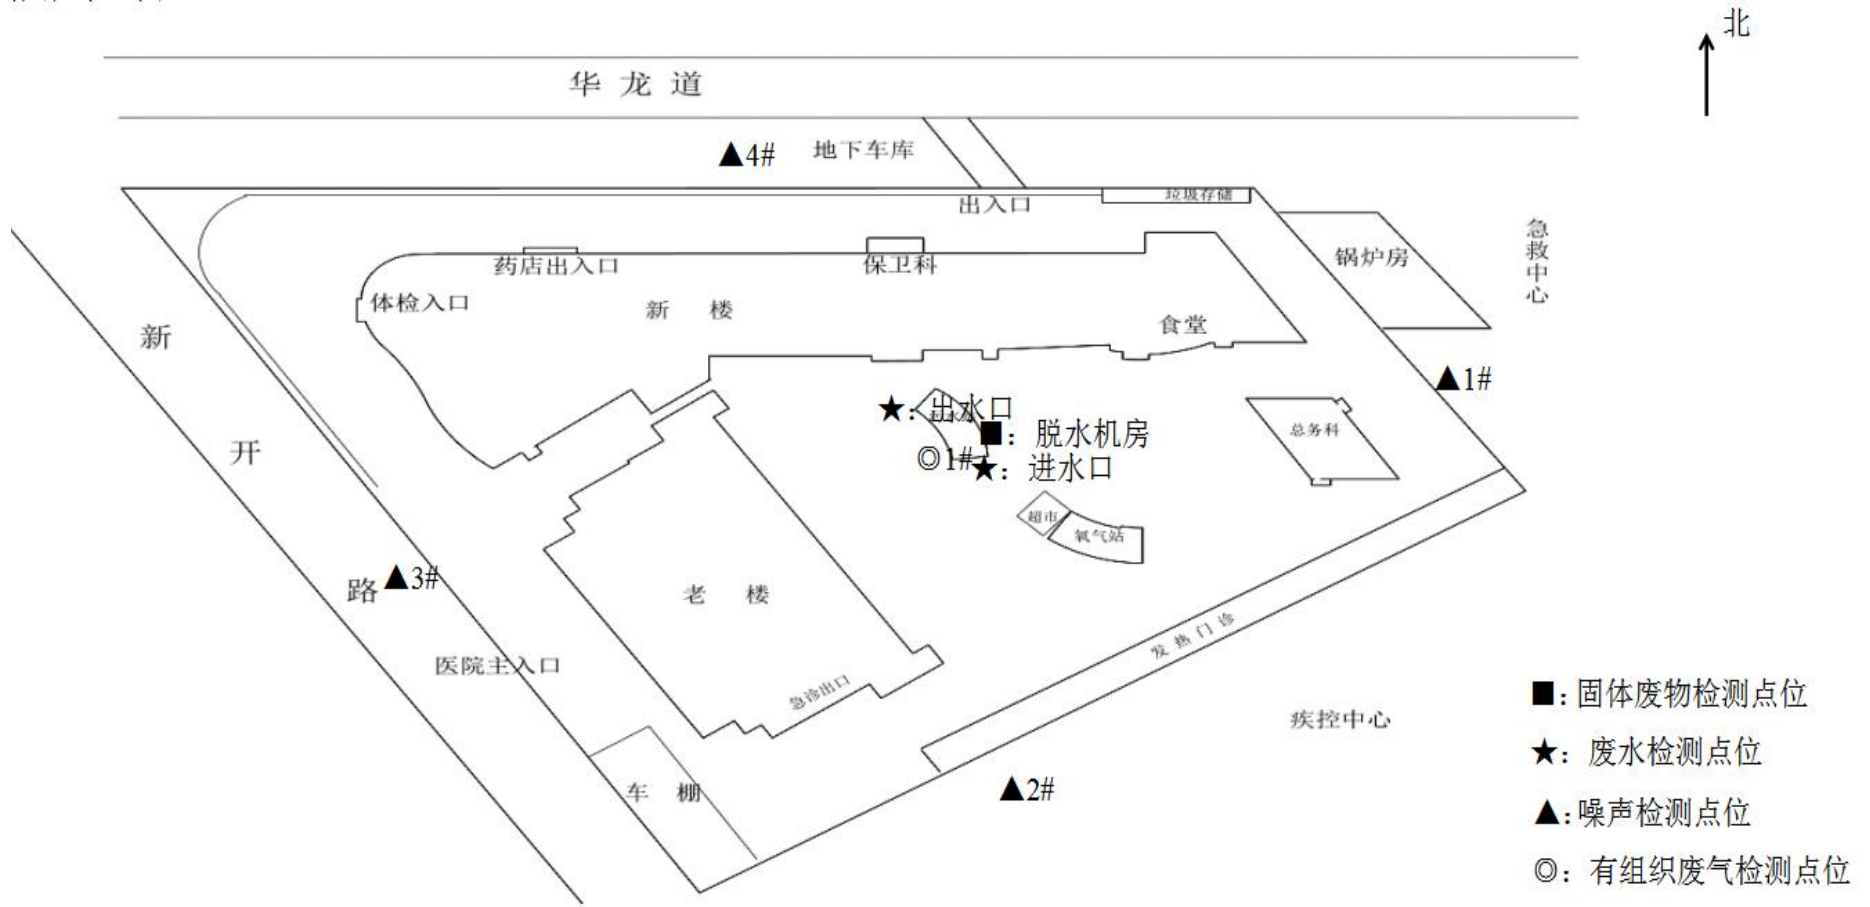 北
华龙道
▲4# 地下车库
出入口
垃圾存储
急救中心
锅炉房
药店出入口
保卫科
体检入口
新楼
食堂
新开路
▲1#
★：出水口
■：脱水机房
◎1#
★：进水口
总务科
超市
氧气站
▲3#
老楼
发热门诊
医院主入口
急诊出口
疾控中心
车棚
▲2#
■：固体废物检测点位
★：废水检测点位
▲：噪声检测点位
◎：有组织废气检测点位